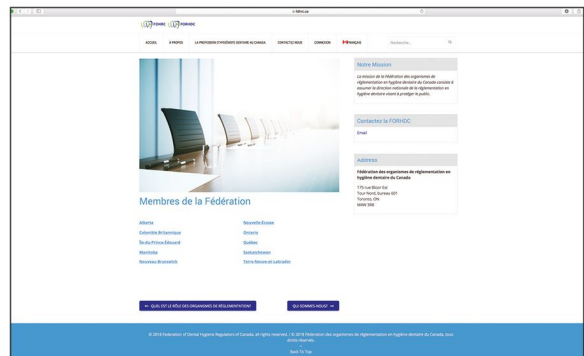 fdhrc.ca
FDHRC FORHDC
ACCUEIL À PROPOS LA PROFESSION D'HYGIÉNISTE DENTAIRE AU CANADA CONTACTEZ-NOUS CONNEXION FRANÇAIS Recherche...
Notre Mission
La mission de la Fédération des organismes de
réglementation en hygiène dentaire du Canada consiste à
assumer la direction nationale de la réglementation en
hygiène dentaire visant à protéger le public.
Contactez la FORHDC
Email
Address
Fédération des organismes de réglementation en
hygiène dentaire du Canada
175 rue Bloor Est
Tour Nord, bureau 601
Toronto, ON
M4W 3R8
Membres de la Fédération
Alberta
Colombie Britannique
Île-du-Prince-Édouard
Manitoba
Nouveau Brunswick
Nouvelle-Écosse
Ontario
Québec
Saskatchewan
Terre-Neuve-et-Labrador
QUEL EST LE RÔLE DES ORGANISMES DE RÉGLEMENTATION?
QUI SOMMES-NOUS?
© 2019 Federation of Dental Hygiene Regulators of Canada, all rights reserved. / © 2019 Fédération des organismes de réglementation en hygiène dentaire du Canada, tous
droits réservés.
Back To Top